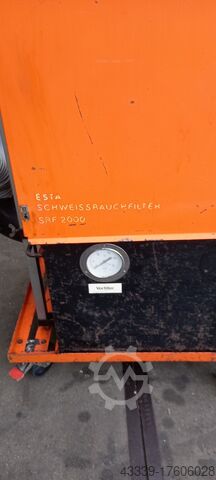 ESTA
SCHWEISSRAUCHFILTER
SRF 2000
Vorfilter
43339-17606028